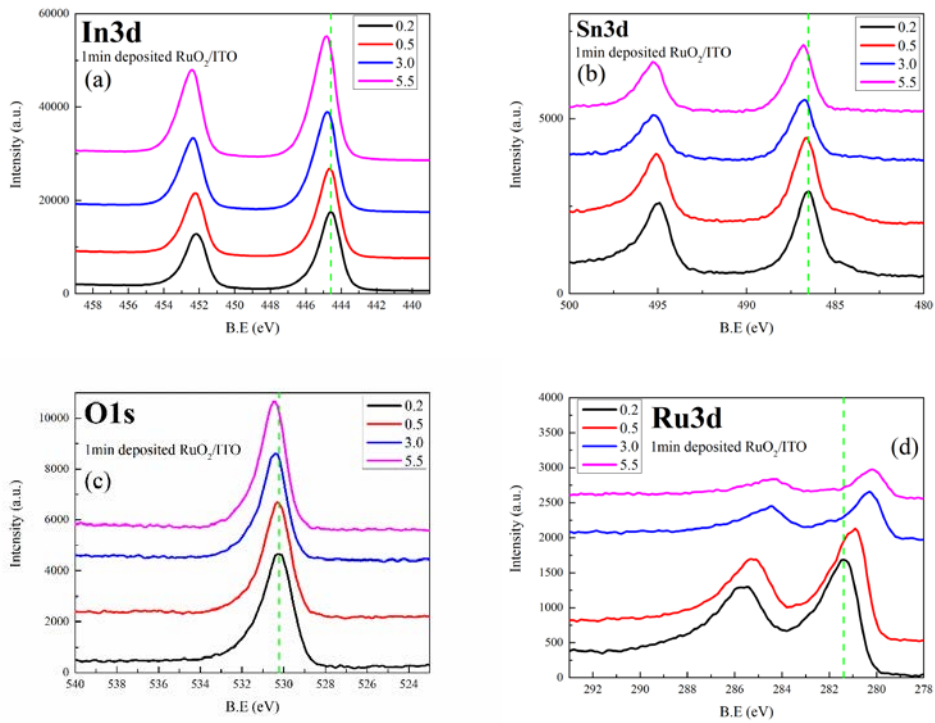 In3d
1min deposited RuO2/ITO
(a)
0.2
0.5
3.0
5.5
60000
40000
20000
0
458 456 454 452 450 448 446 444 442 440
Intensity (a.u.)
B.E (eV)
Sn3d
1min deposited RuO2/ITO
(b)
0.2
0.5
3.0
5.5
5000
0
500 495 490 485 480
Intensity (a.u.)
B.E (eV)
O1s
1min deposited RuO2/ITO
(c)
0.2
0.5
3.0
5.5
10000
8000
6000
4000
2000
0
540 538 536 534 532 530 528 526 524
Intensity (a.u.)
B.E (eV)
Ru3d
1min deposited RuO2/ITO
(d)
0.2
0.5
3.0
5.5
4000
3500
3000
2500
2000
1500
1000
500
0
292 290 288 286 284 282 280 278
Intensity (a.u.)
B.E (eV)